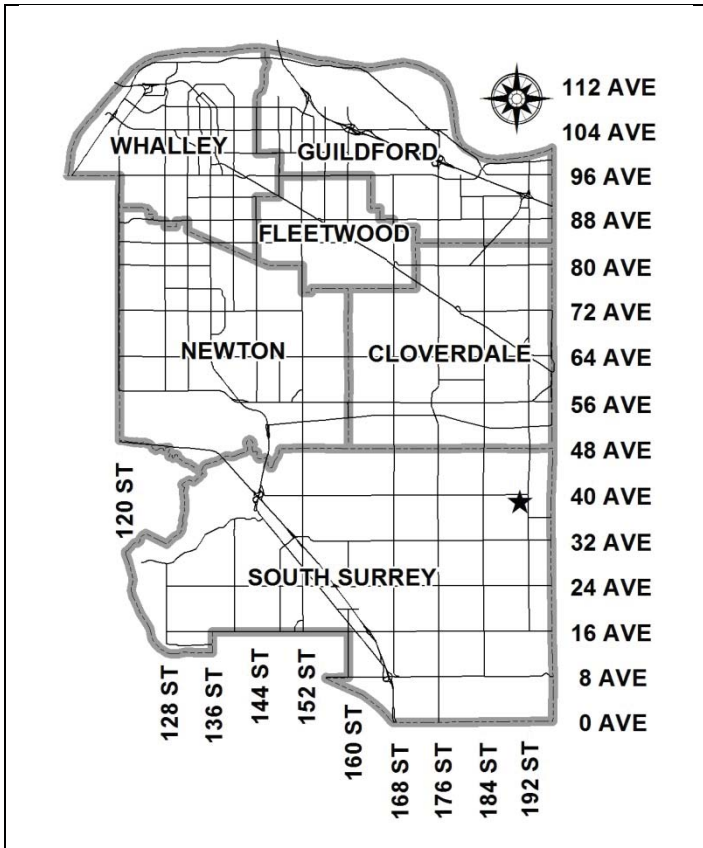 112 AVE
104 AVE
WHALLEY
GUILDFORD
96 AVE
88 AVE
FLEETWOOD
80 AVE
72 AVE
NEWTON
CLOVERDALE
64 AVE
56 AVE
48 AVE
120 ST
40 AVE
32 AVE
SOUTH SURREY
24 AVE
16 AVE
8 AVE
0 AVE
128 ST
136 ST
144 ST
152 ST
160 ST
168 ST
176 ST
184 ST
192 ST